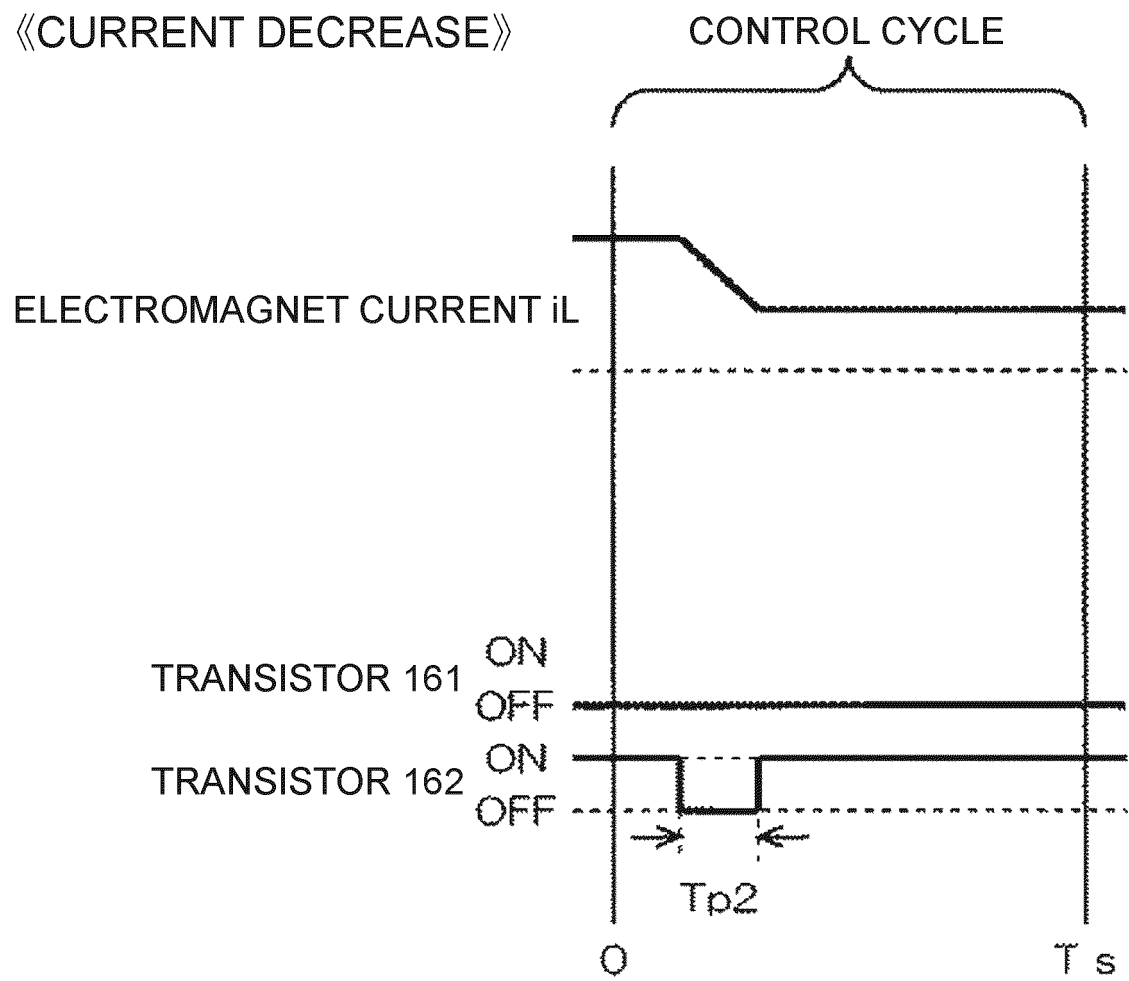 《CURRENT DECREASE》
CONTROL CYCLE
ELECTROMAGNET CURRENT iL
TRANSISTOR 161
ON
OFF
TRANSISTOR 162
ON
OFF
Tp2
0
Ts